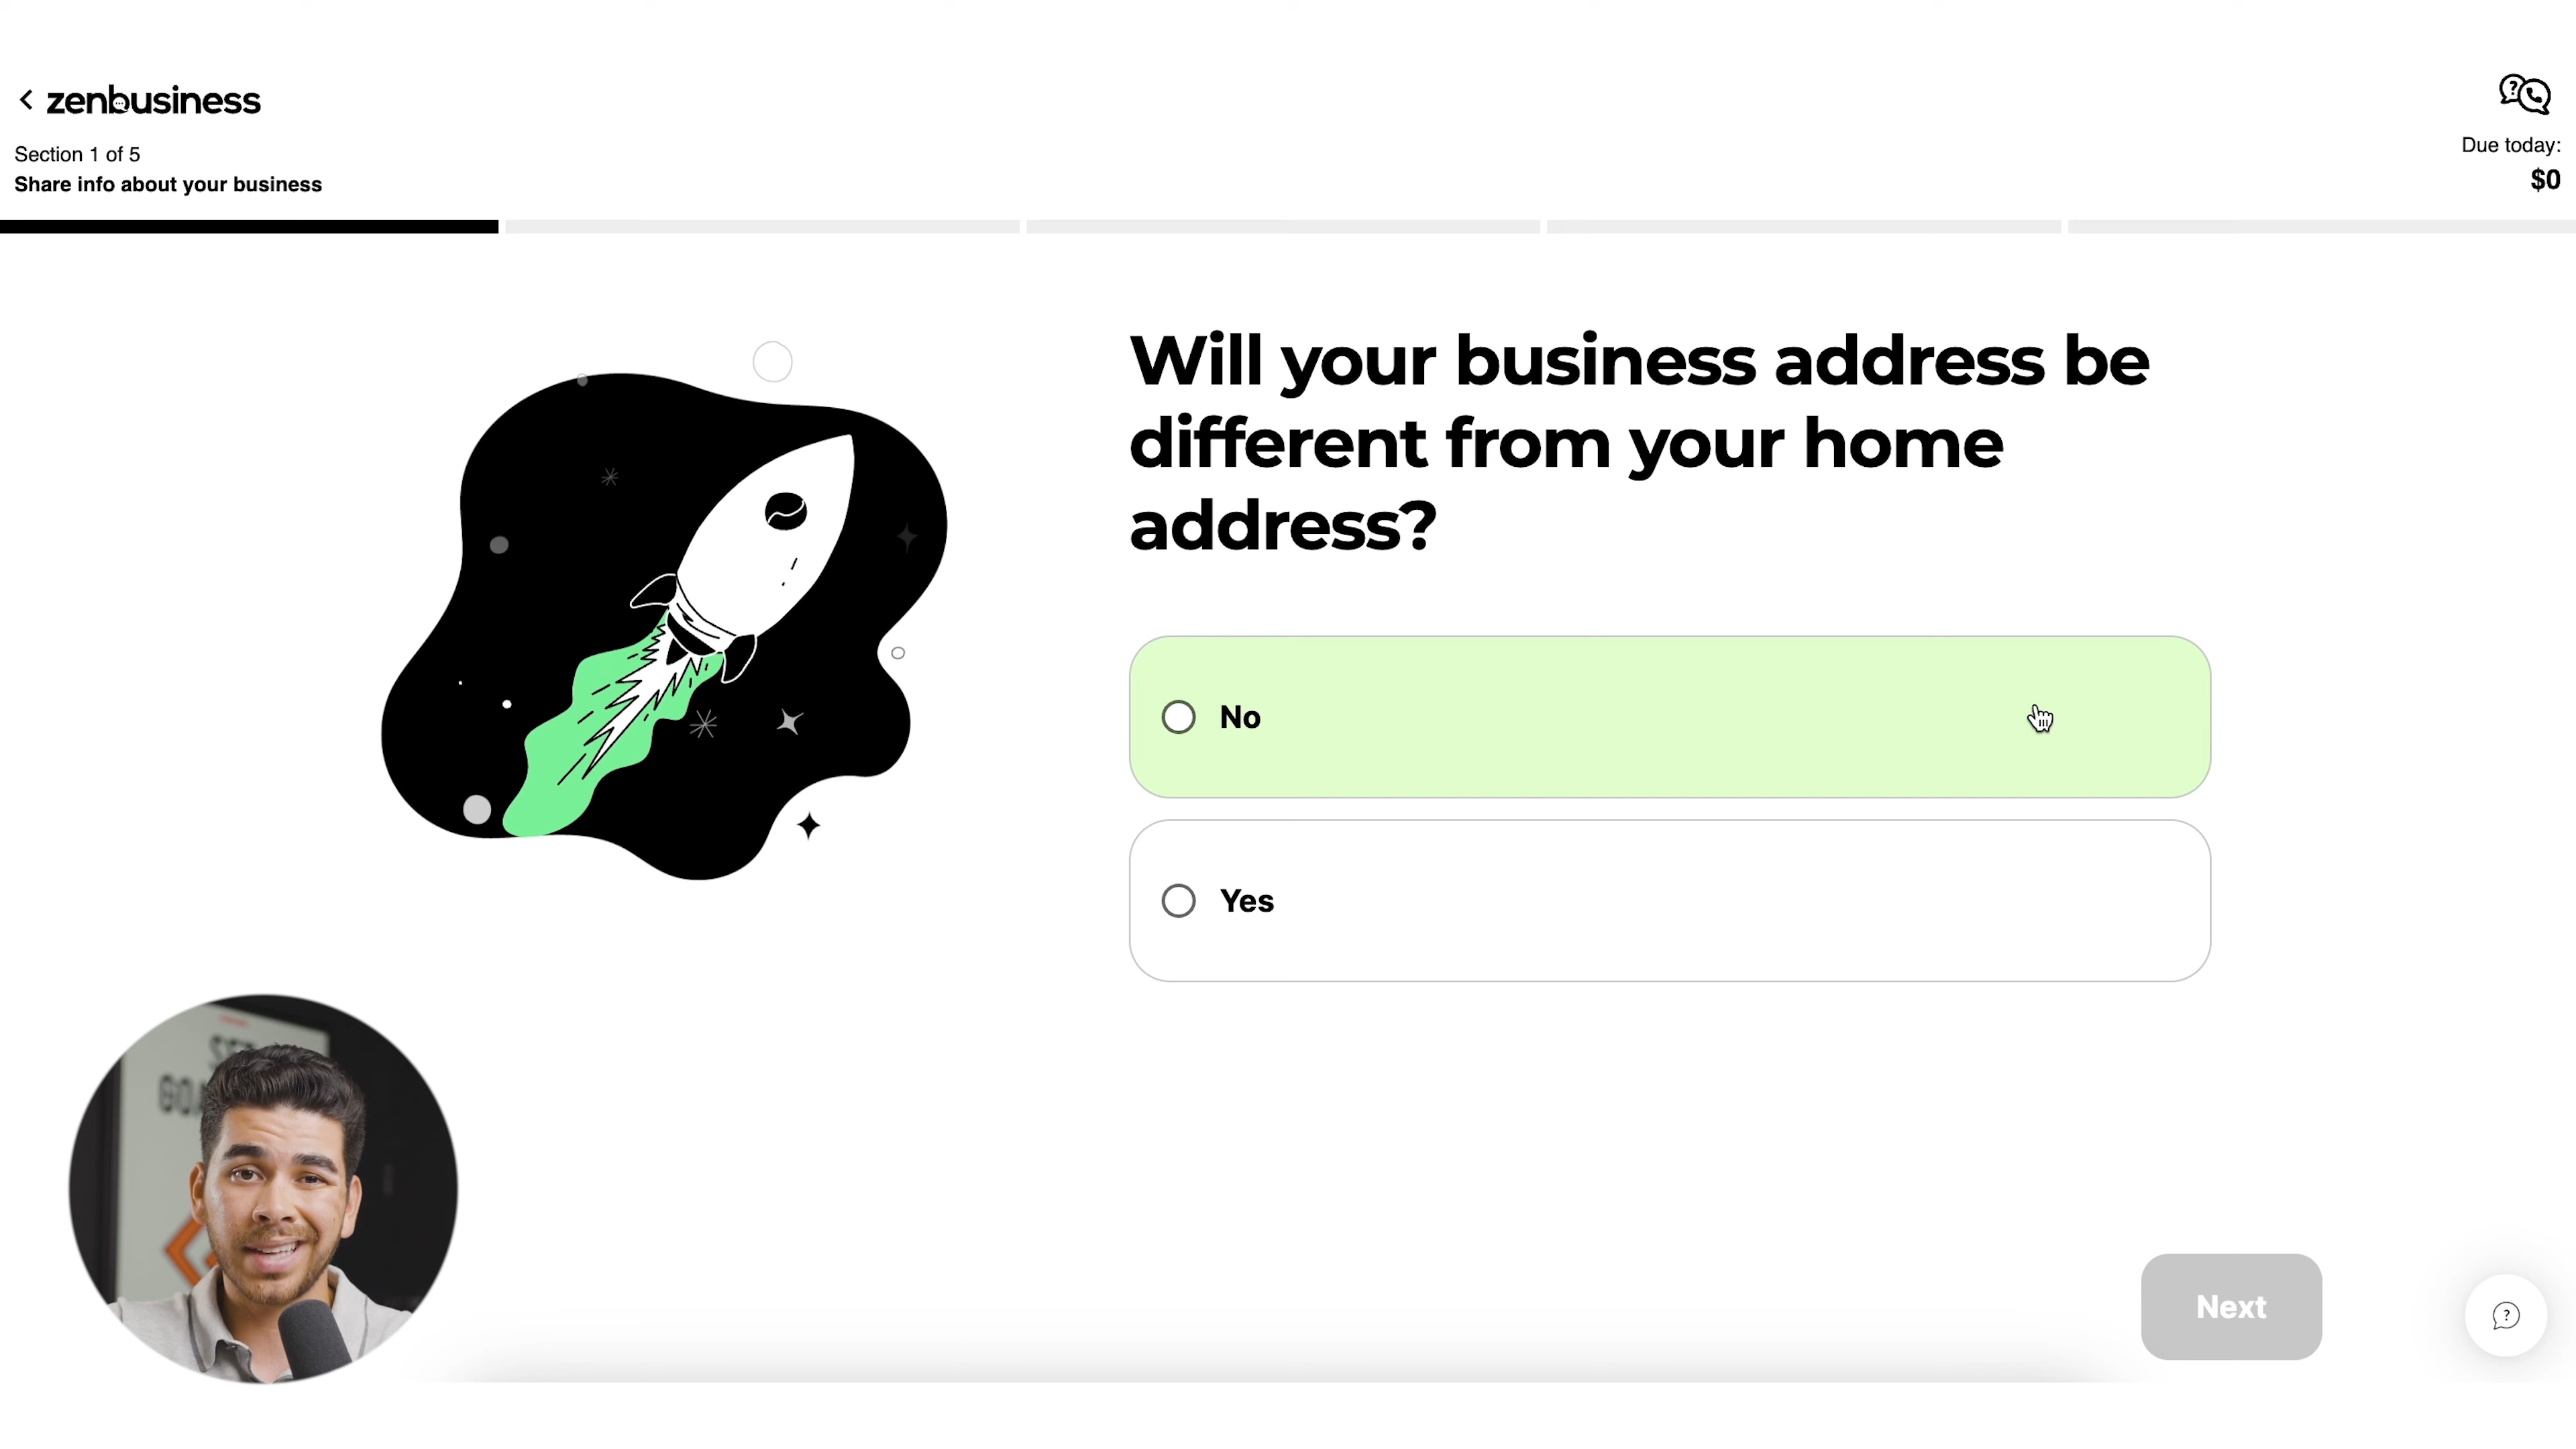 zenbusiness
Section 1 of 5
Share info about your business
Due today:
$0
Will your business address be
different from your home
address?
No
Yes
Next